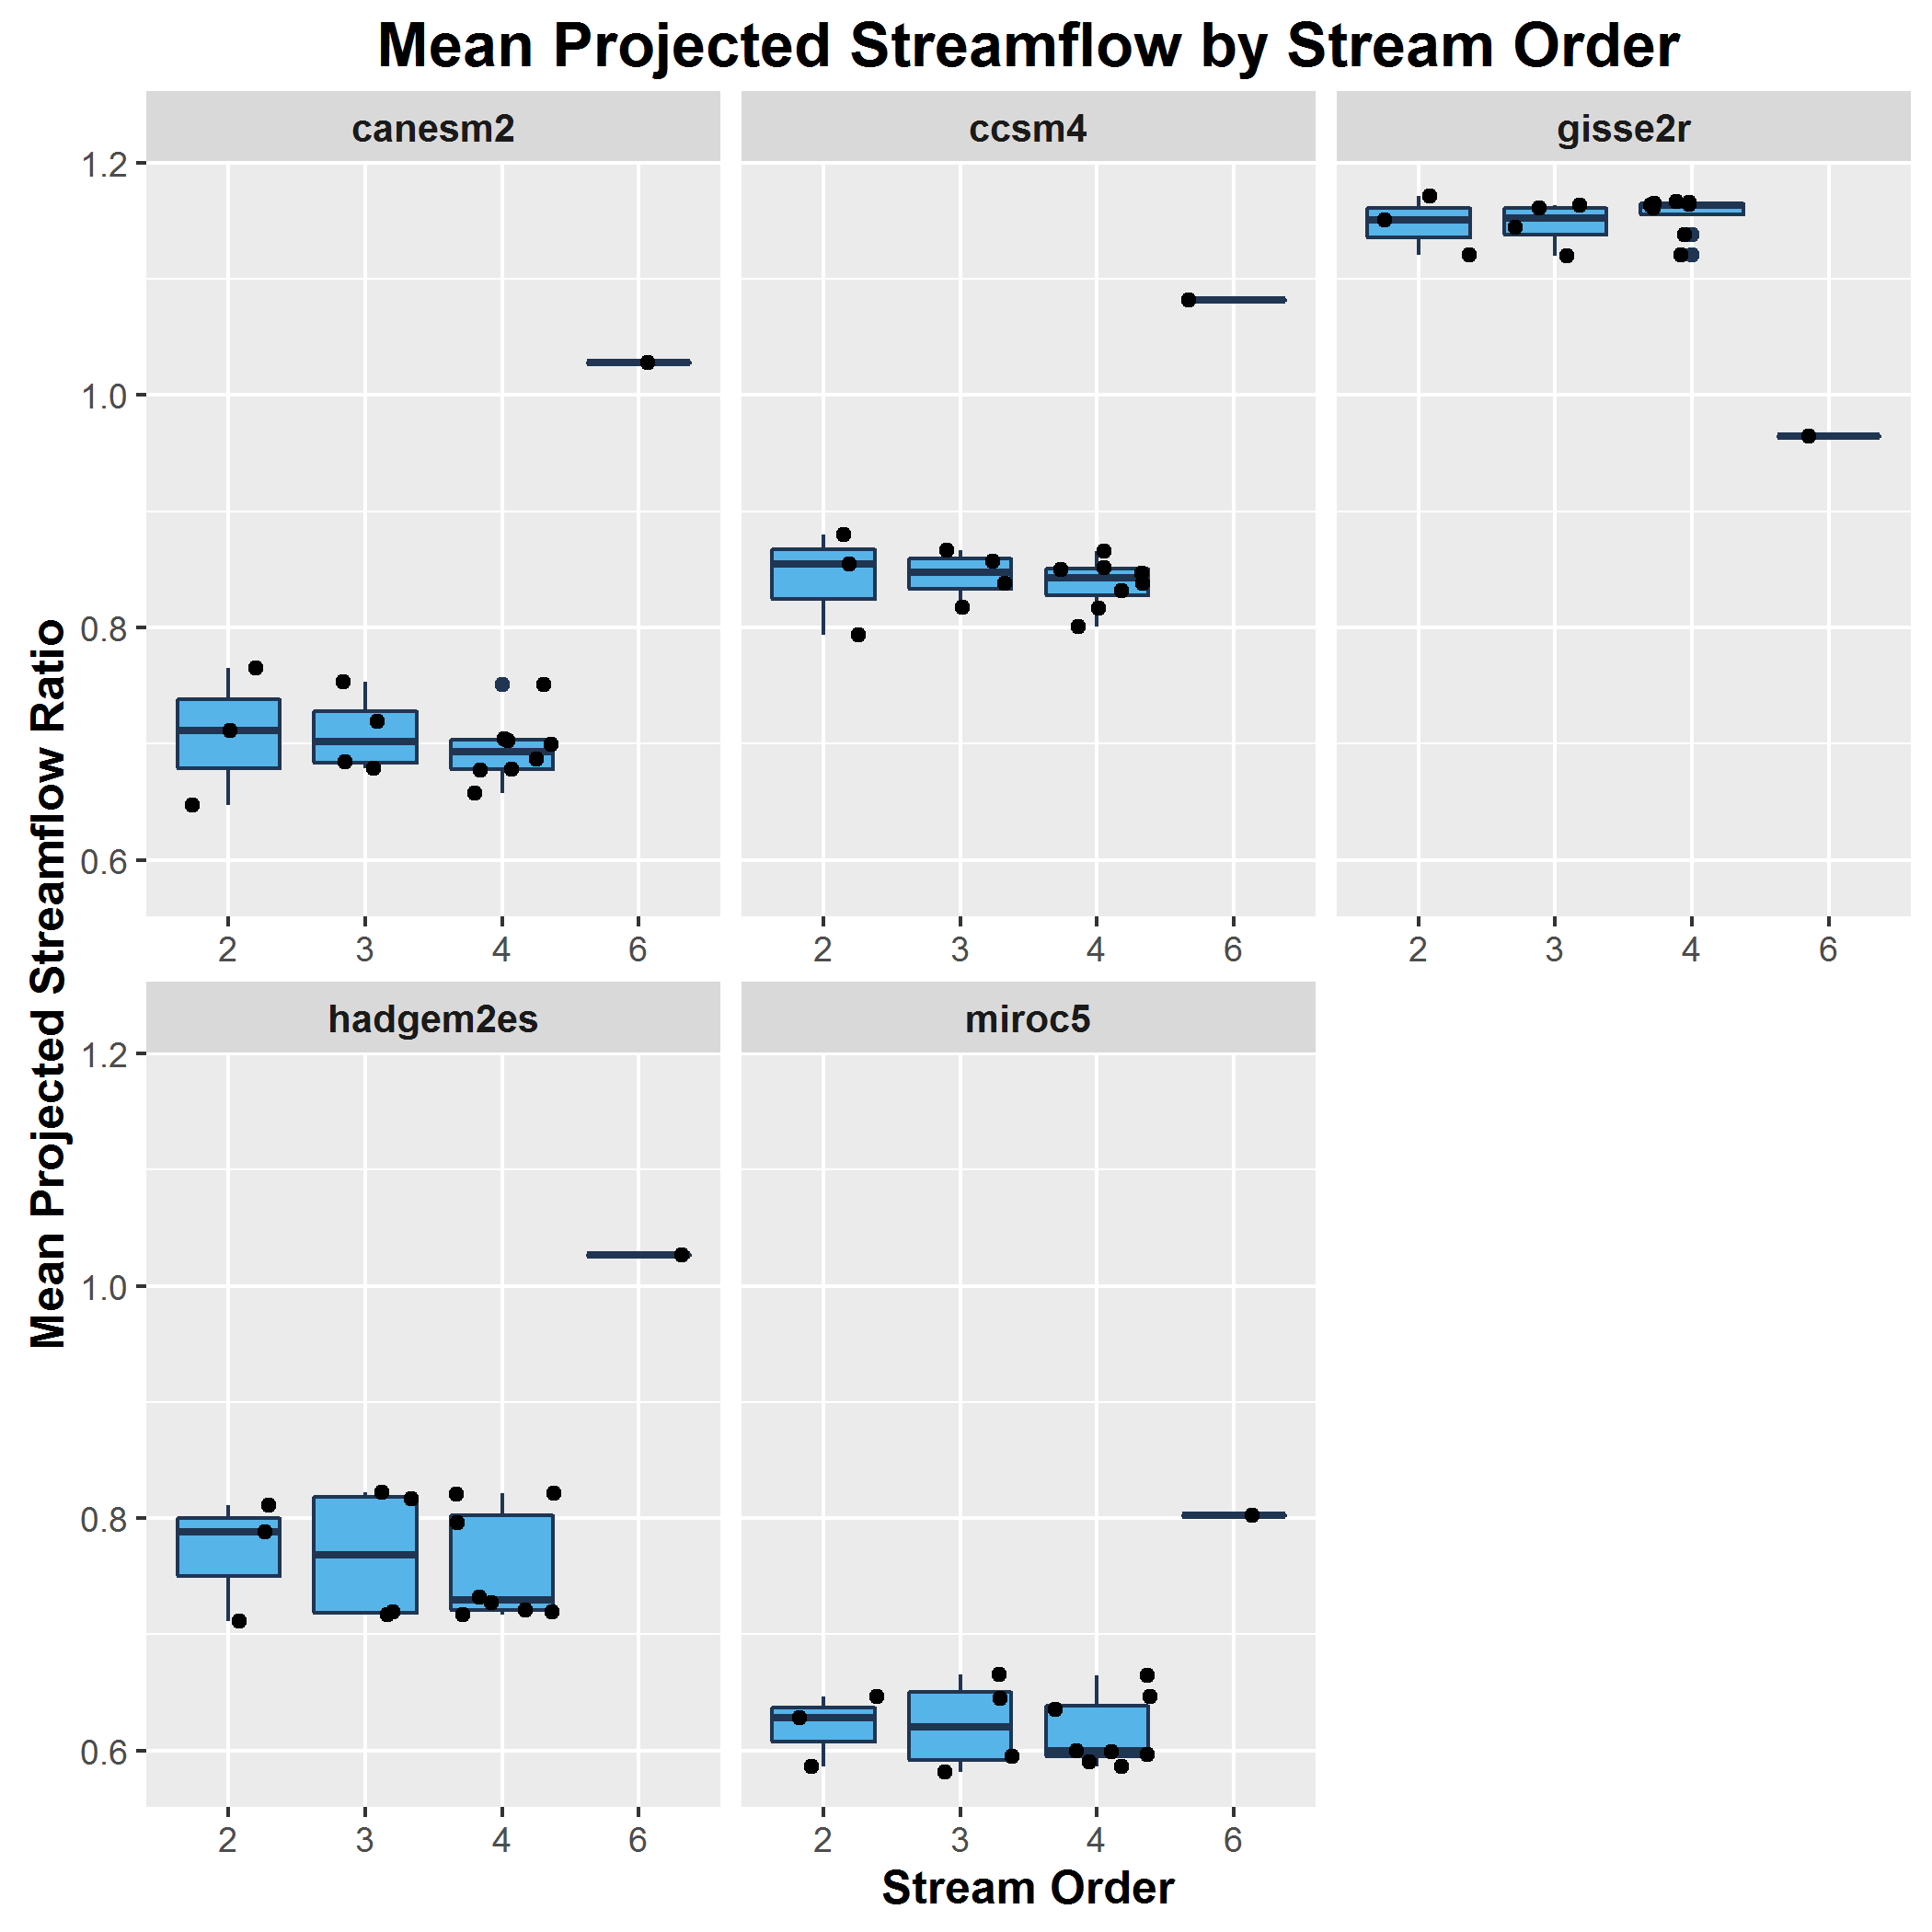 Mean Projected Streamflow by Stream Order
canesm2
ccsm4
gisse2r
1.2
1.0
0.8
0.6
2 3 4 6
2 3 4 6
2 3 4 6
Mean Projected Streamflow Ratio
hadgem2es
miroc5
1.2
1.0
0.8
0.6
2 3 4 6
2 3 4 6
Stream Order